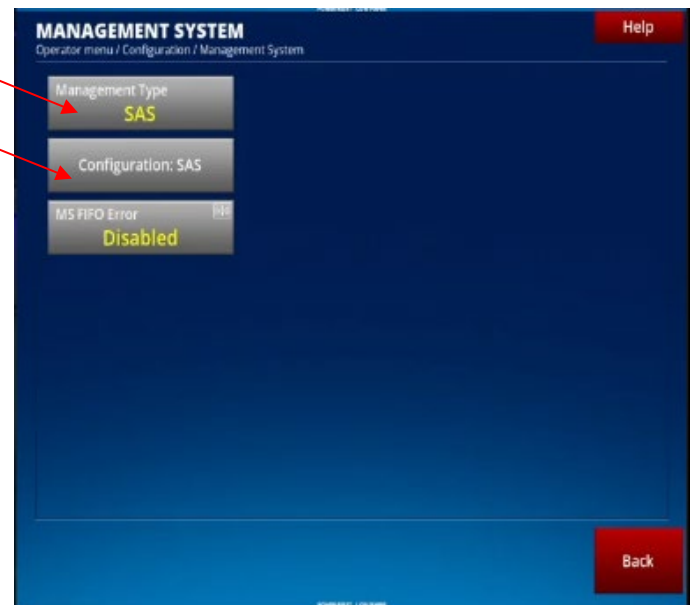 MANAGEMENT SYSTEM
Help
Operator menu / Configuration / Management System
Management Type
SAS
Configuration: SAS
MS FIFO Error
Disabled
Back